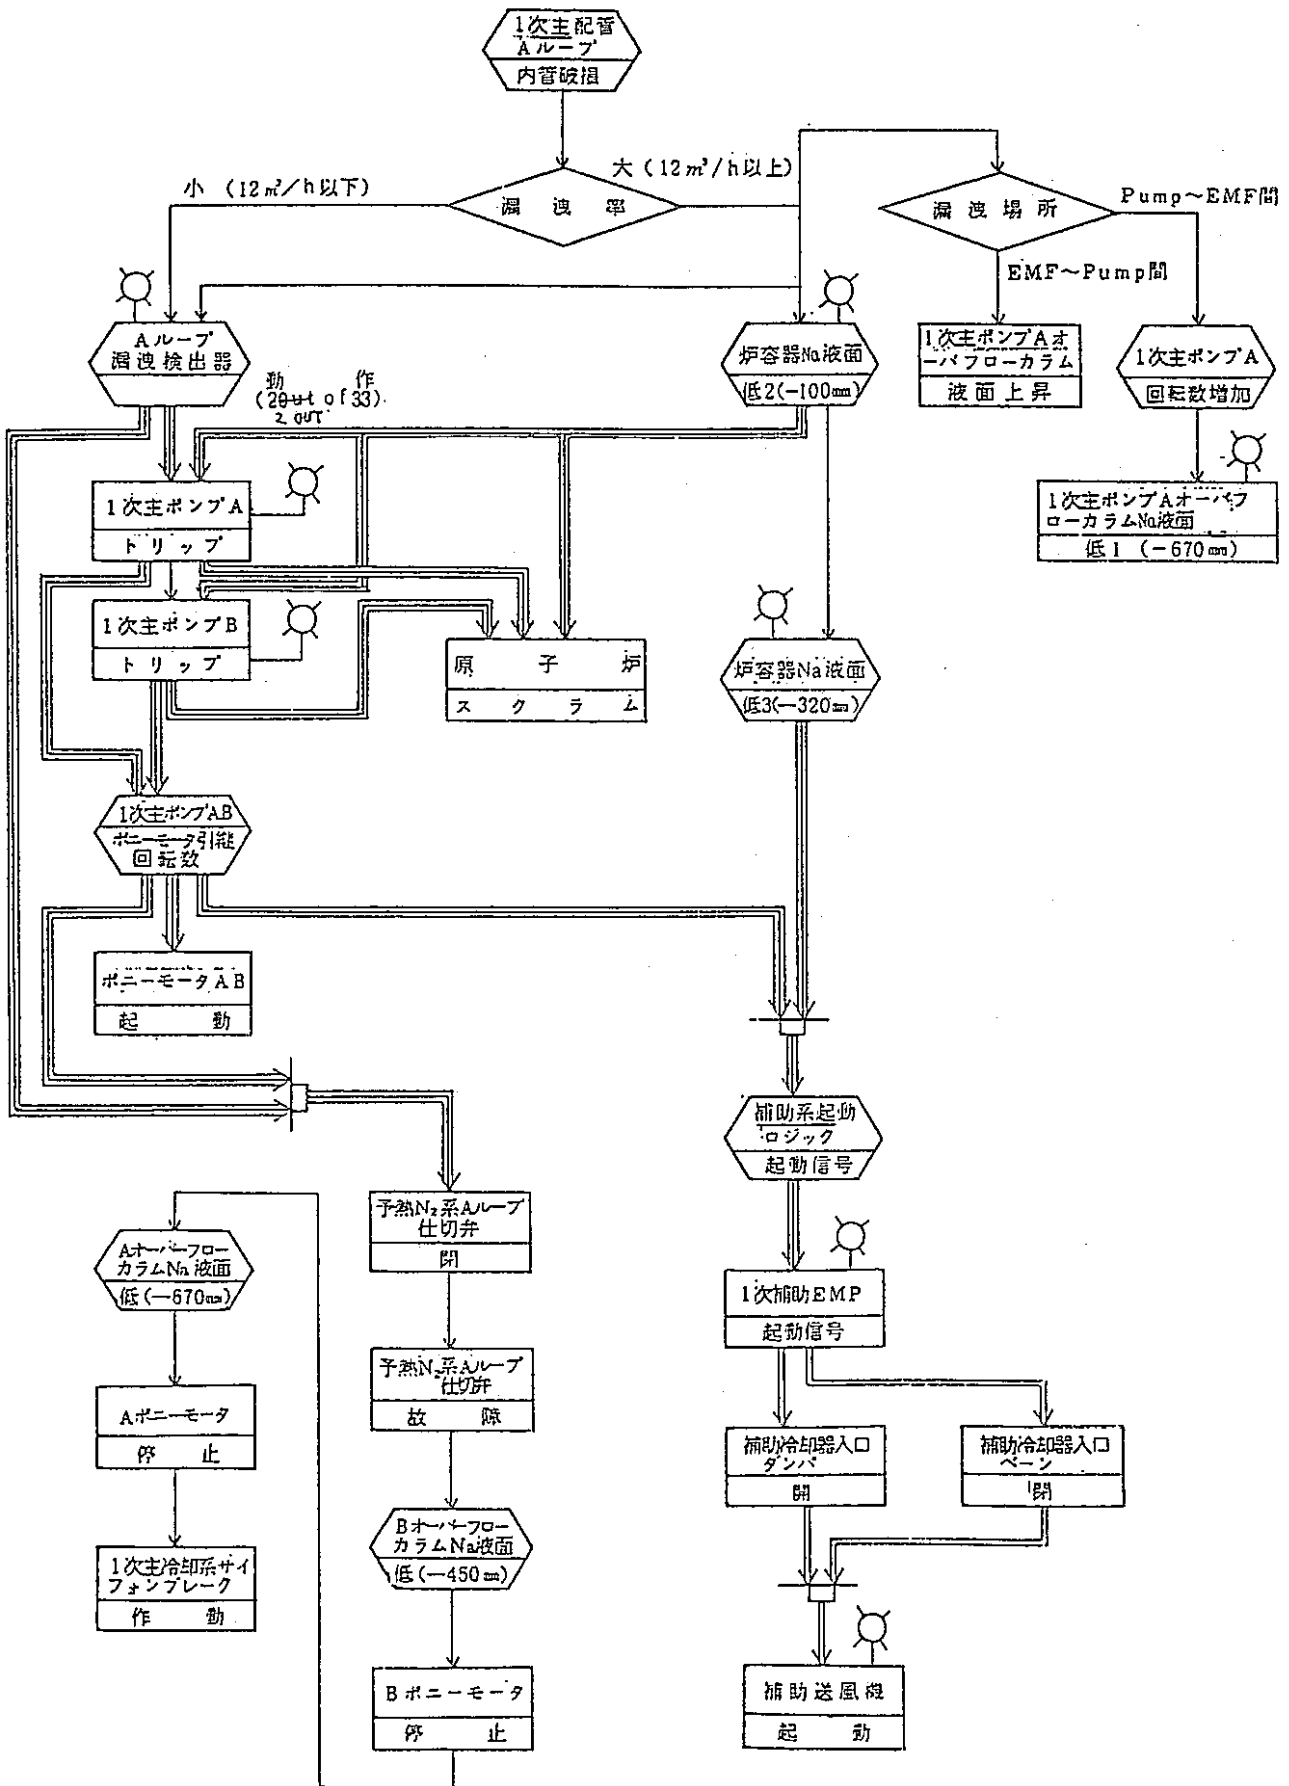 1次主配管
Aループ
内管破損
小 (12㎥/h以下)
大 (12㎥/h以上)
漏洩率
漏洩場所
Pump～EMF間
EMF～Pump間
Aループ
漏洩検出器
動作
(2out of 33)
2 OUT
炉容器Na液面
低2(-100㎜)
1次主ポンプAオ
ーバフローカラム
液面上昇
1次主ポンプA
回転数増加
1次主ポンプA
トリップ
1次主ポンプAオーバフ
ローカラムNa液面
低1 (-670㎜)
1次主ポンプB
トリップ
原子炉
スクラム
炉容器Na液面
低3(-320㎜)
1次主ポンプAB
ポニーモータ引継
回転数
ポニーモータAB
起動
補助系起動
ロジック
起動信号
予熱N₂系Aループ
仕切弁
閉
Aオーバーフロー
カラムNa液面
低(-670㎜)
1次補助EMP
起動信号
予熱N₂系Aループ
仕切弁
故障
Aポニーモータ
停止
補助冷却器入口
ダンパ
開
補助冷却器入口
ベーン
閉
Bオーバーフロー
カラムNa液面
低(-450㎜)
1次主冷却系サイ
フォンブレーク
作動
Bポニーモータ
停止
補助送風機
起動